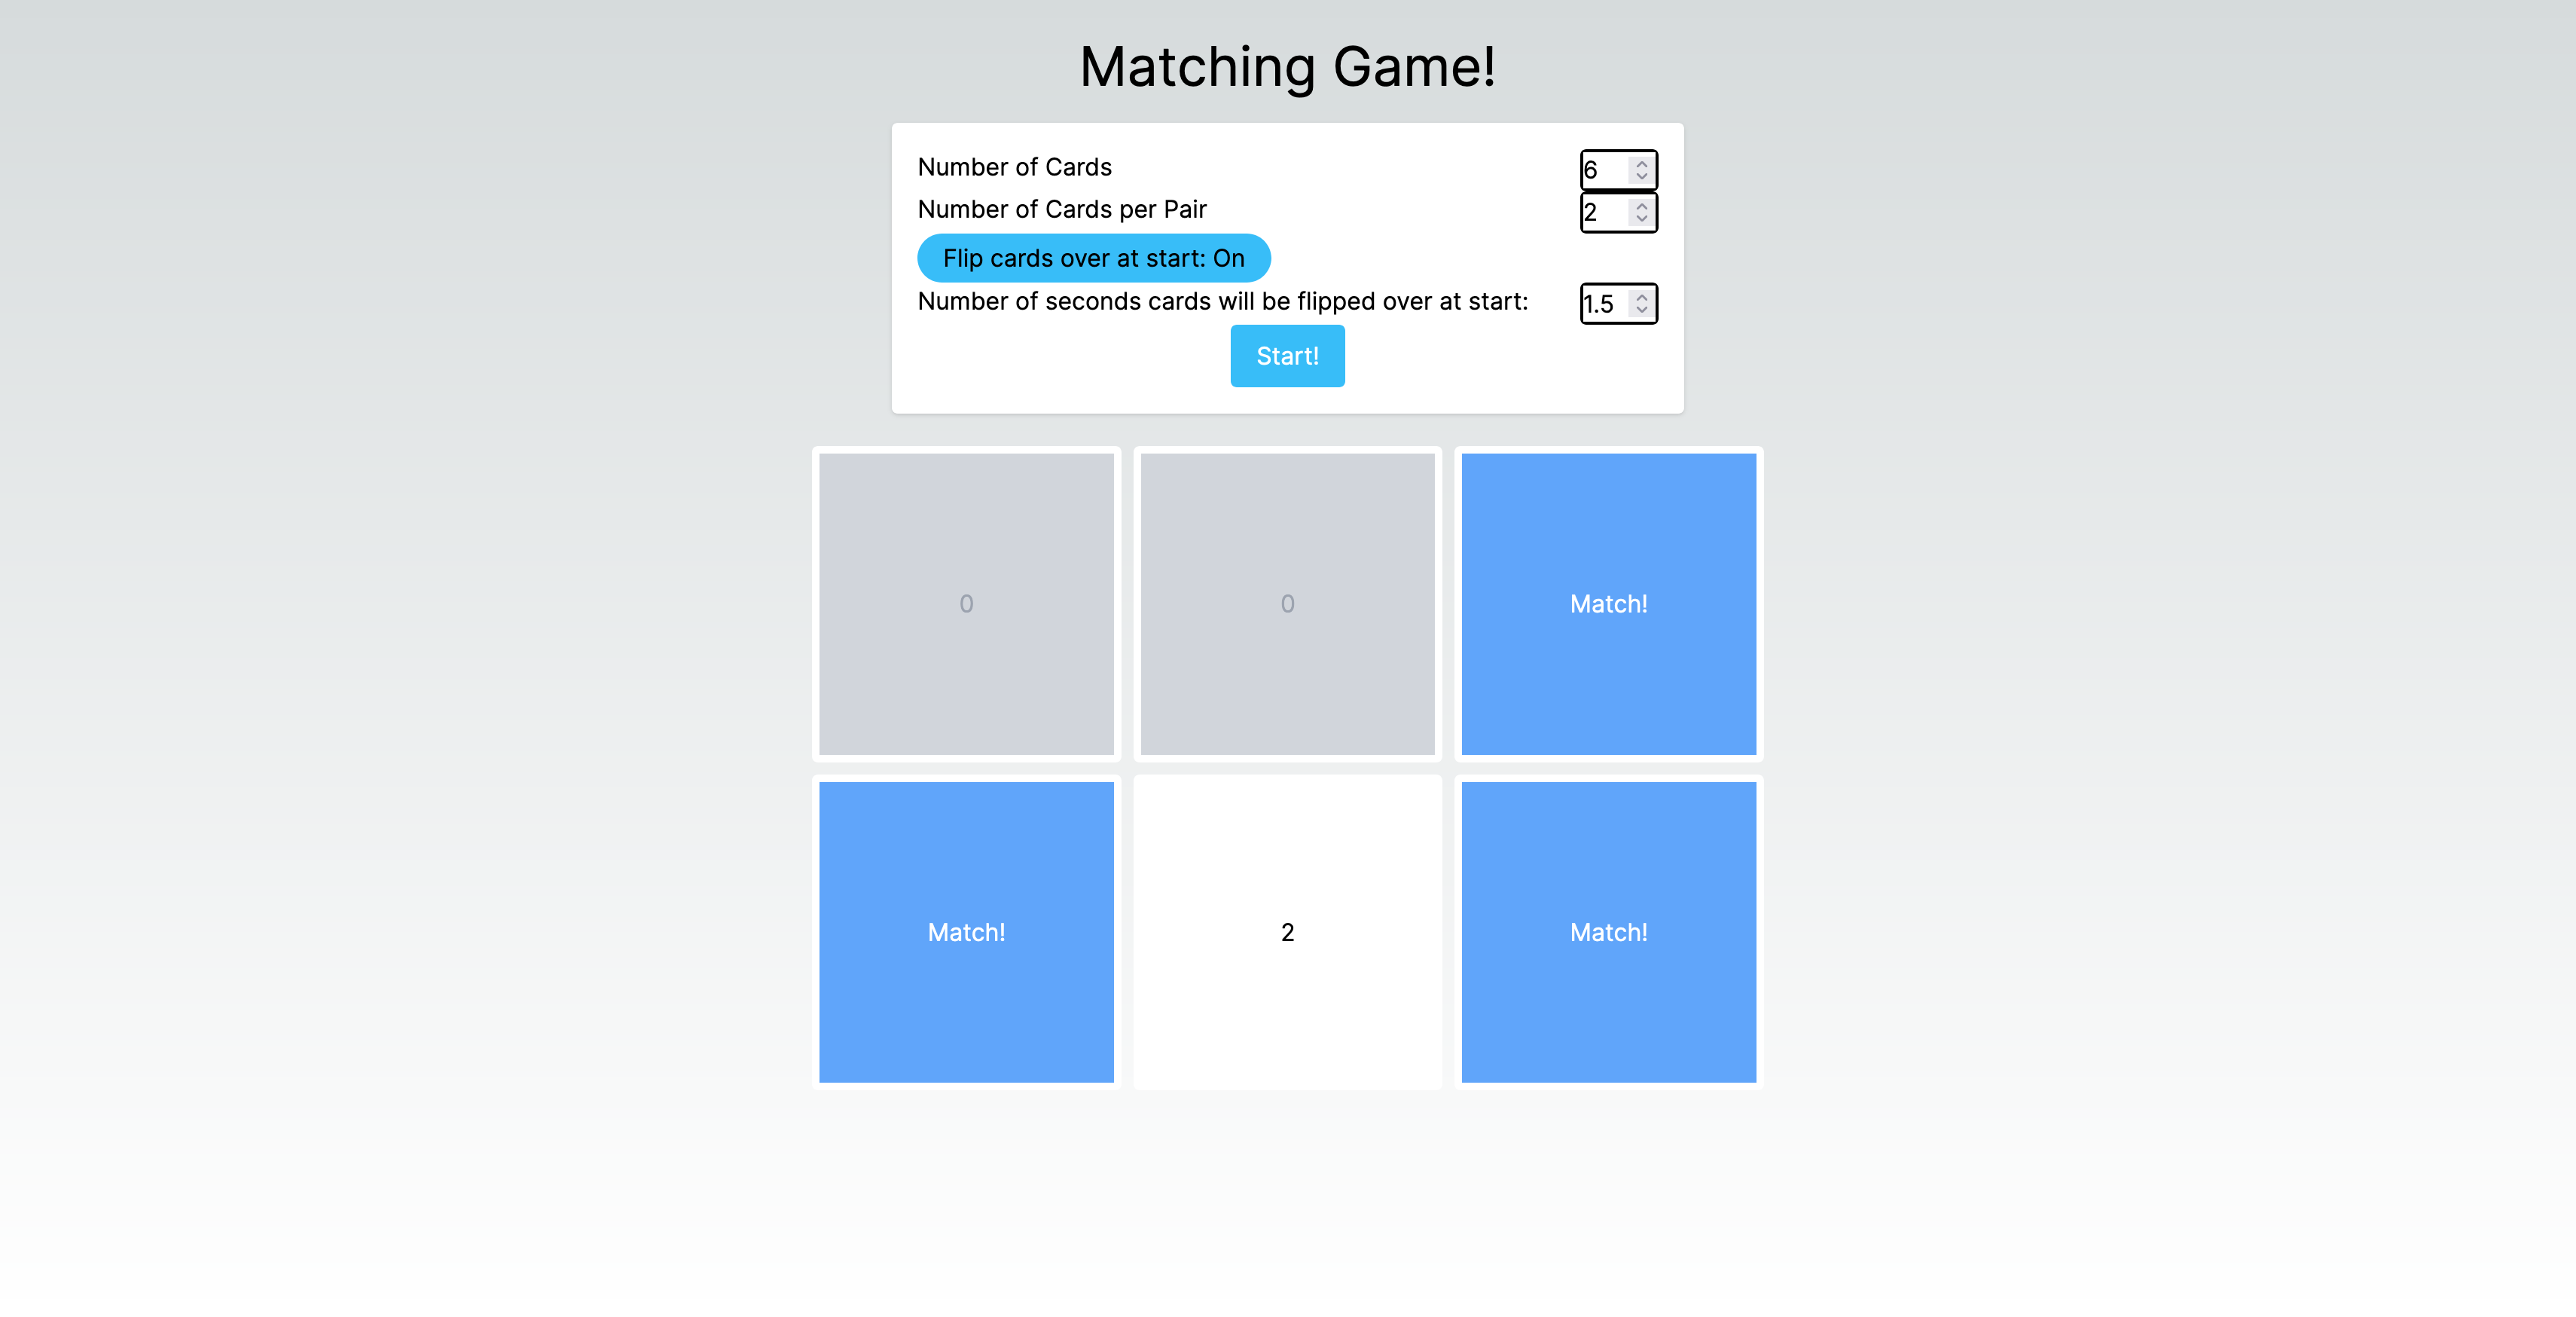 Matching Game!
Number of Cards 6
Number of Cards per Pair 2
Flip cards over at start: On
Number of seconds cards will be flipped over at start: 1.5
Start!
0 0 Match!
Match! 2 Match!